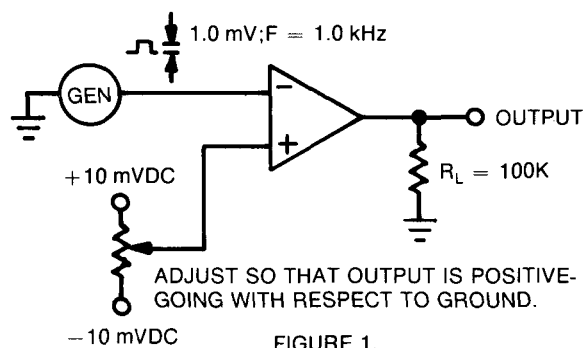 1.0 mV;F = 1.0 kHz
GEN
−
+
OUTPUT
R_L = 100K
+10 mVDC
ADJUST SO THAT OUTPUT IS POSITIVE-
GOING WITH RESPECT TO GROUND.
−10 mVDC
FIGURE 1